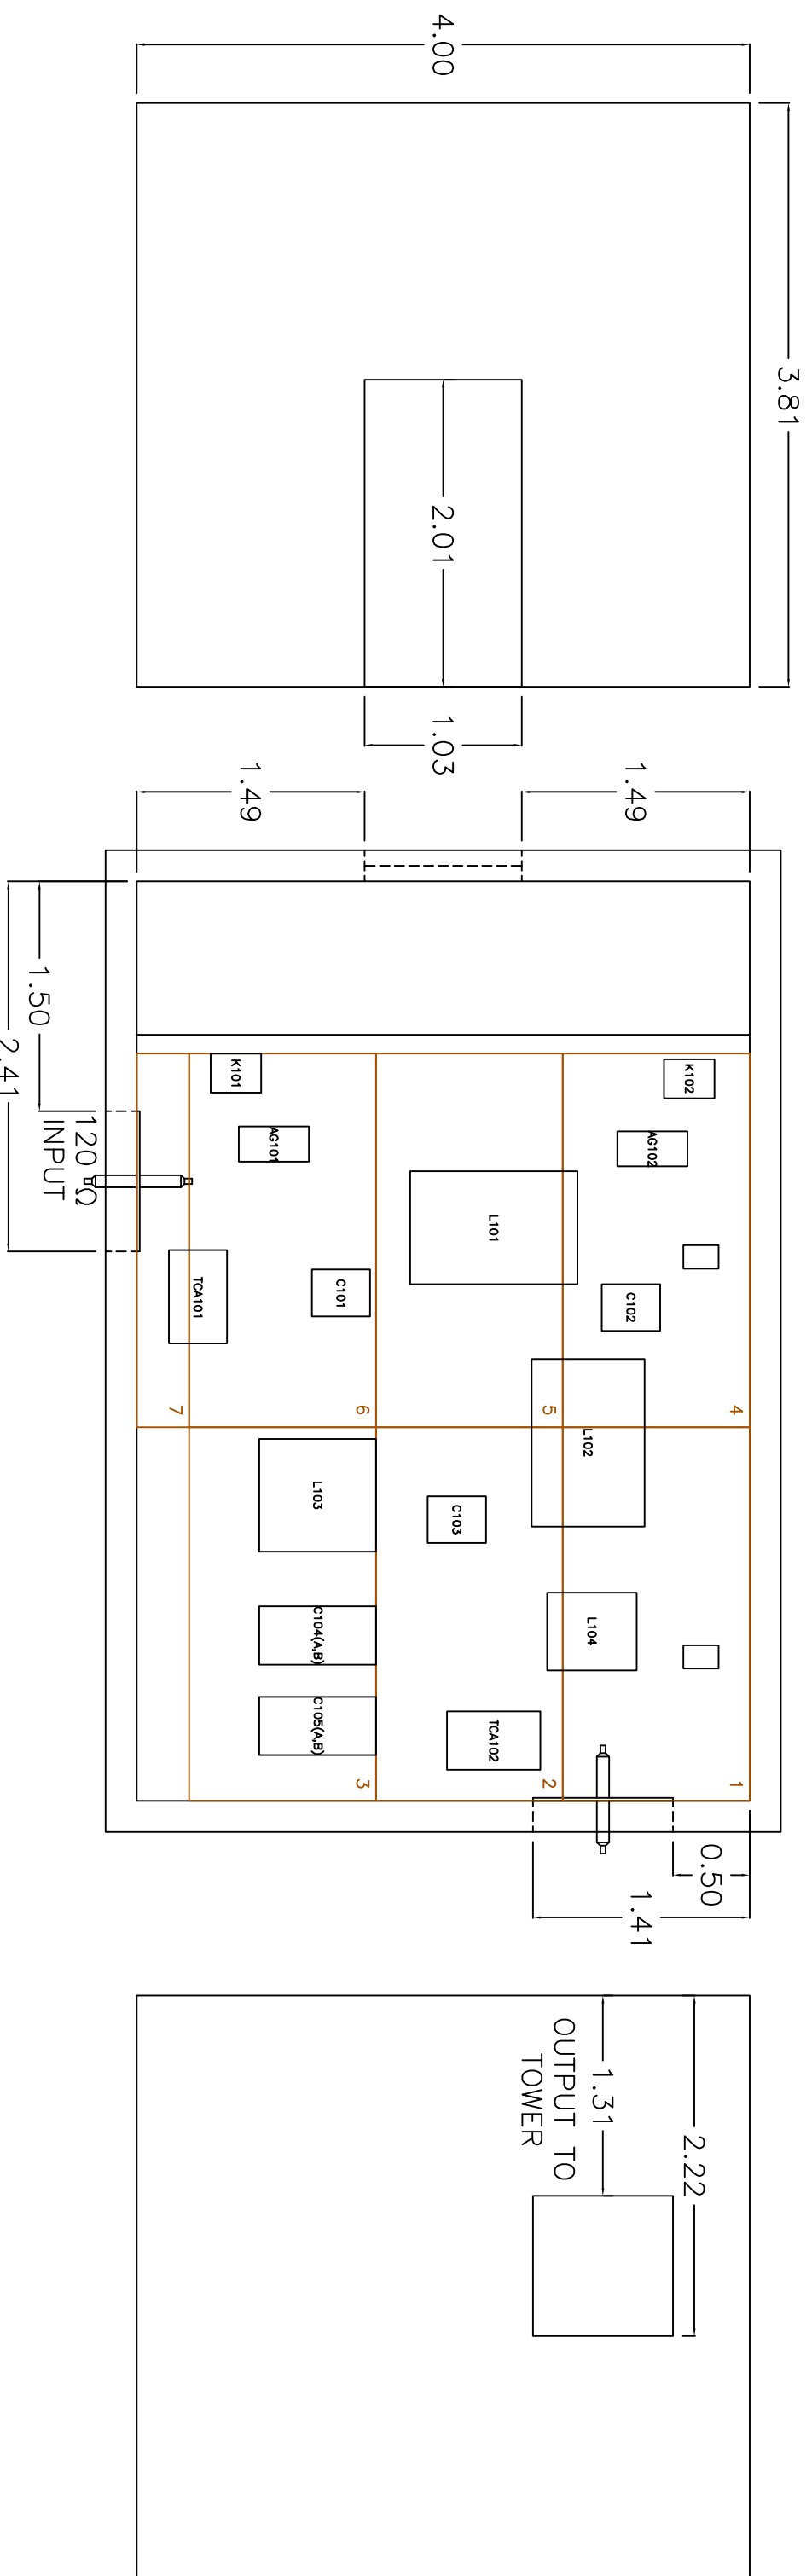 3.81
4.00
2.01
1.03
1.49
1.49
K102
AG102
C102
L101
K101
AG101
C101
TCA101
1.50
2.41
120 Ω
INPUT
4
5
6
7
L102
L103
C103
L104
C104(A,B)
C105(A,B)
TCA102
1
2
3
0.50
1.41
2.22
1.31
OUTPUT TO
TOWER